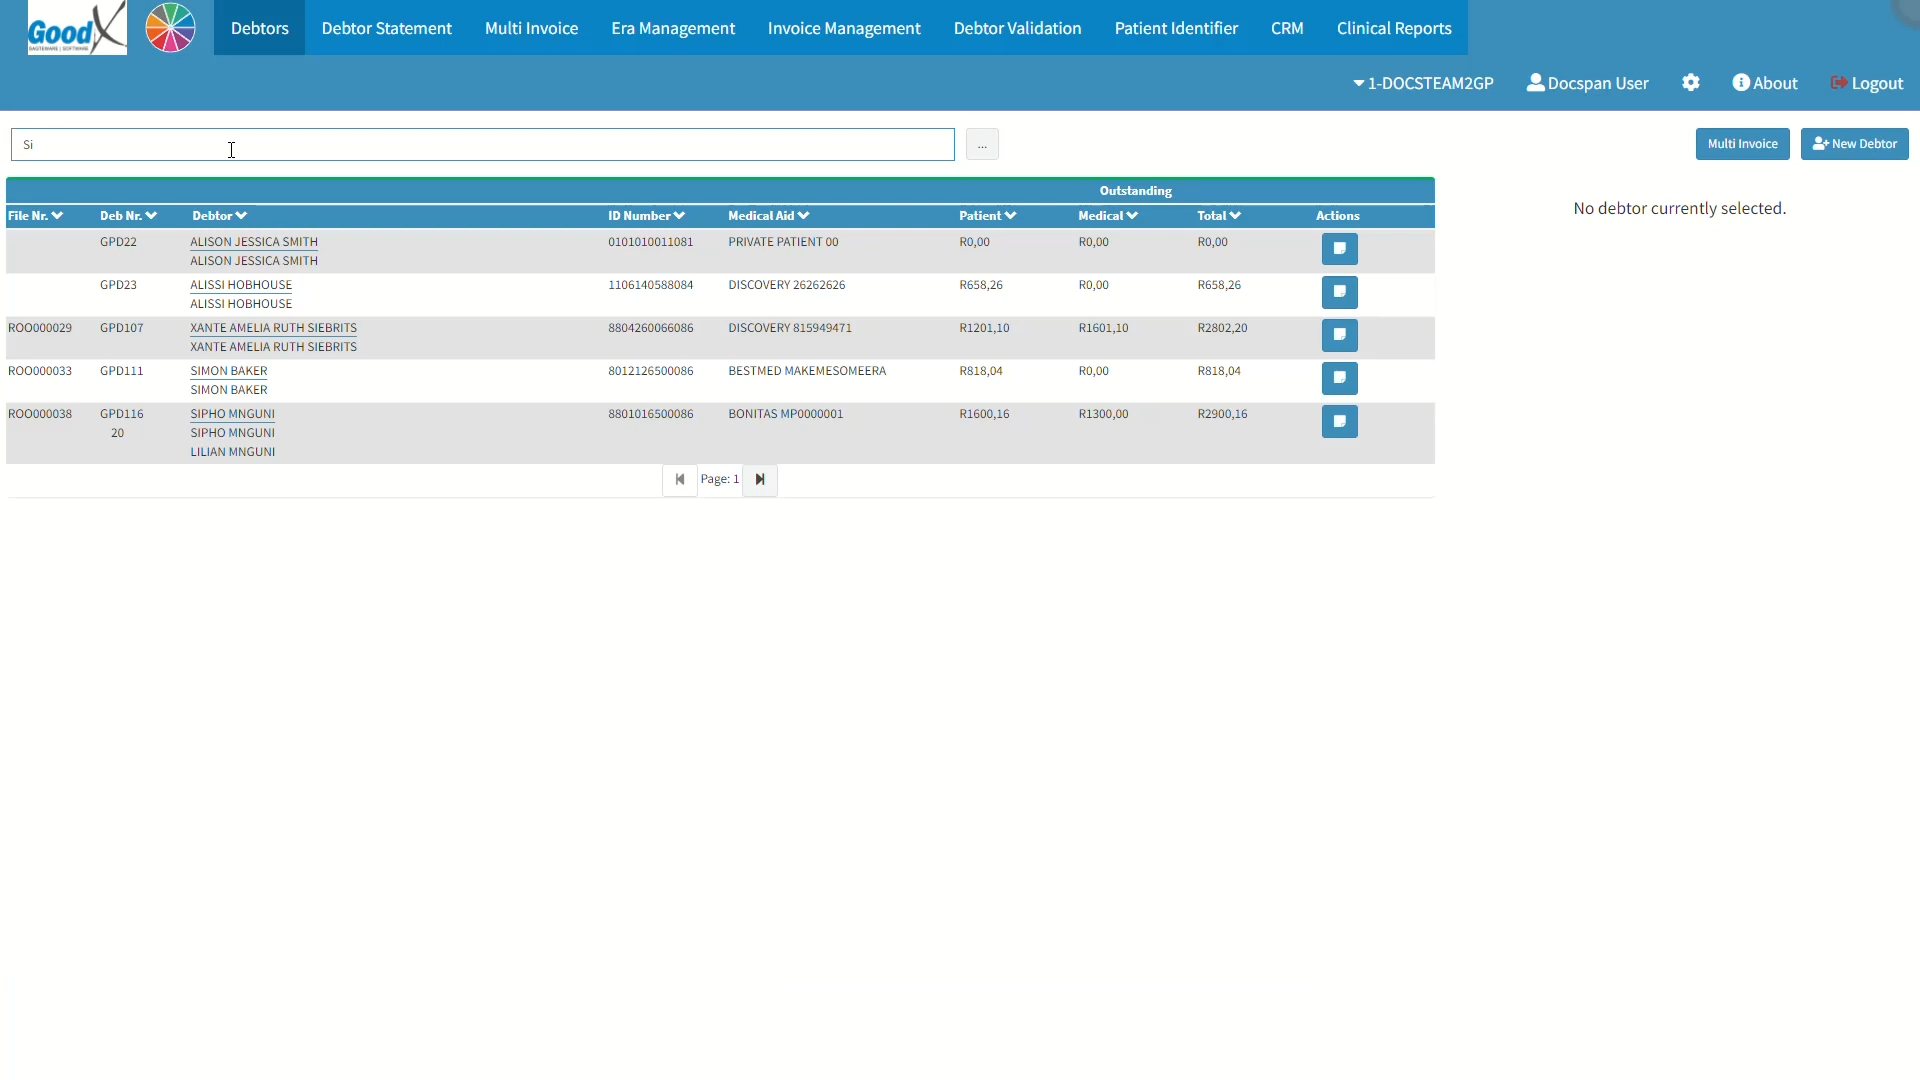 GoodX
Debtors Debtor Statement Multi Invoice Era Management Invoice Management Debtor Validation Patient Identifier CRM Clinical Reports
1-DOCSTEAM2GP Docspan User About Logout
Si ... Multi Invoice New Debtor
Outstanding
File Nr. Deb Nr. Debtor ID Number Medical Aid Patient Medical Total Actions
No debtor currently selected.
GPD22 ALISON JESSICA SMITH 0101010011081 PRIVATE PATIENT 00 R0,00 R0,00 R0,00
ALISON JESSICA SMITH
GPD23 ALISSI HOBHOUSE 1106140588084 DISCOVERY 26262626 R658,26 R0,00 R658,26
ALISSI HOBHOUSE
ROO000029 GPD107 XANTE AMELIA RUTH SIEBRITS 8804260066086 DISCOVERY 815949471 R1201,10 R1601,10 R2802,20
XANTE AMELIA RUTH SIEBRITS
ROO000033 GPD111 SIMON BAKER 8012126500086 BESTMED MAKEMESOMEERA R818,04 R0,00 R818,04
SIMON BAKER
ROO000038 GPD116 SIPHO MNGUNI 8801016500086 BONITAS MP0000001 R1600,16 R1300,00 R2900,16
20 SIPHO MNGUNI
LILIAN MNGUNI
Page: 1